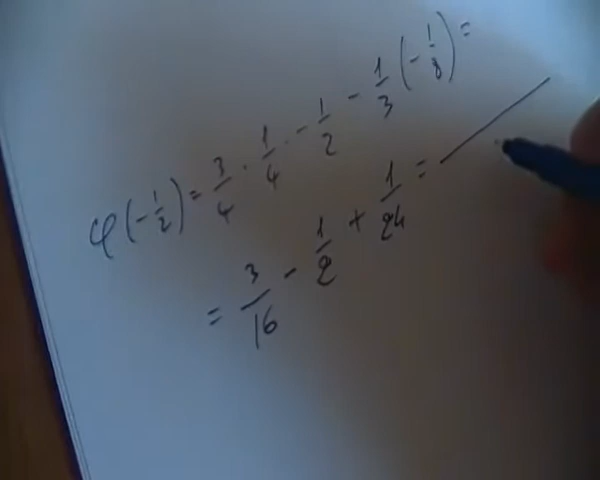 φ(-1/2) = 3/4 · 1/4 · - 1/2 - 1/3 (-1/8) =
= 3/16 - 1/2 + 1/24 =